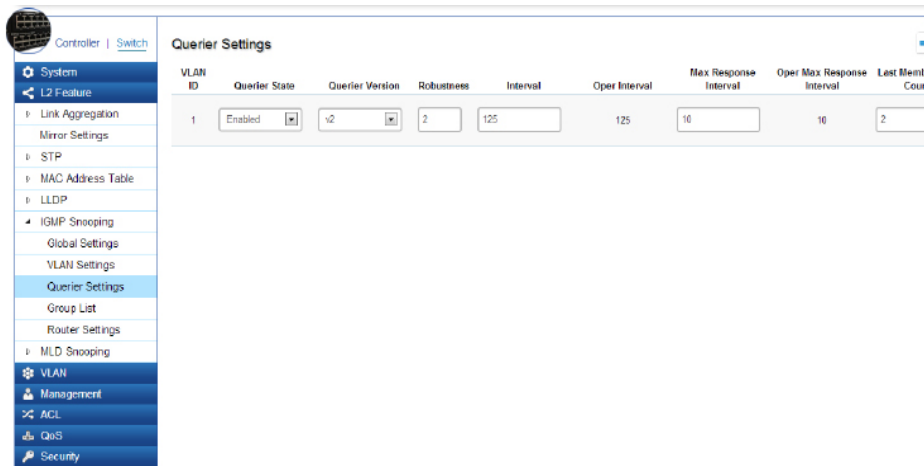 Controller | Switch
Querier Settings
System
L2 Feature
Link Aggregation
Mirror Settings
STP
MAC Address Table
LLDP
IGMP Snooping
Global Settings
VLAN Settings
Querier Settings
Group List
Router Settings
MLD Snooping
VLAN
Management
ACL
QoS
Security
VLAN ID Querier State Querier Version Robustness Interval Oper Interval Max Response Interval Oper Max Response Interval Last Memb Cour
1 Enabled v2 2 125 125 10 10 2